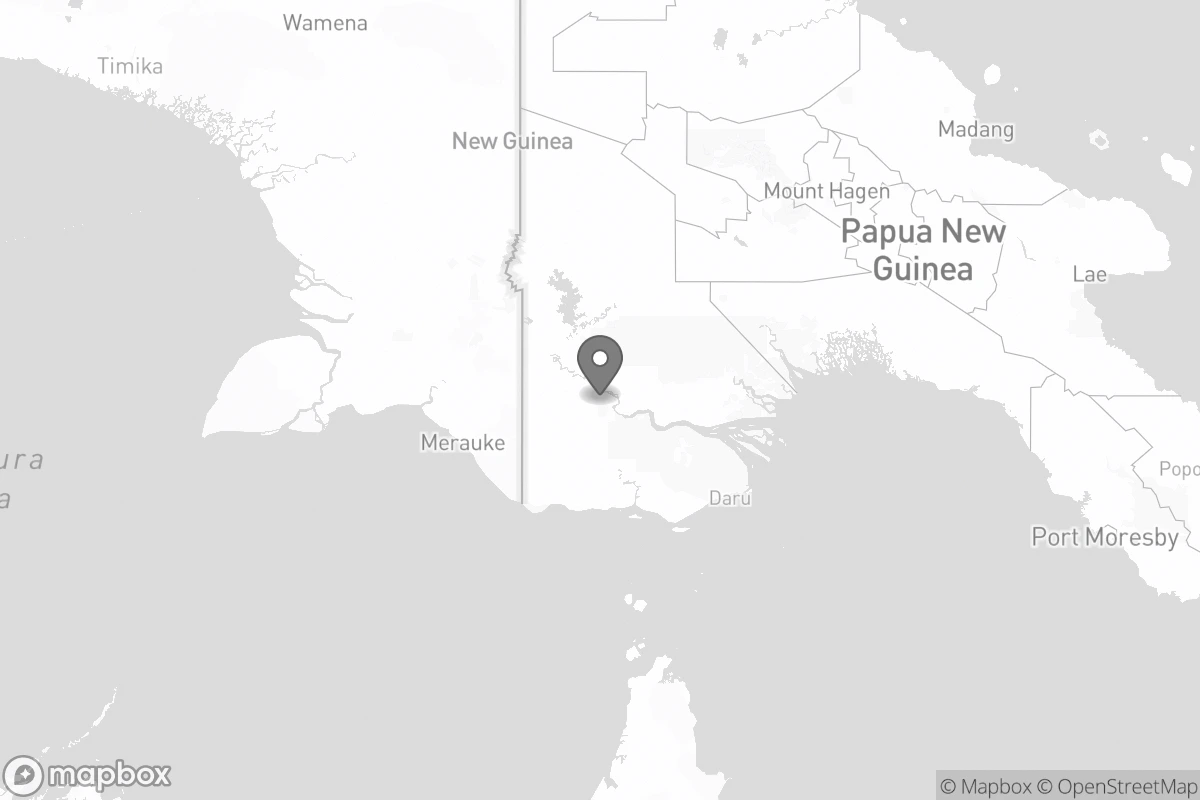 Wamena
Timika
Madang
New Guinea
Mount Hagen
Papua New
Guinea
Lae
Merauke
ura
a
Popo
Darú
Port Moresby
mapbox
© Mapbox © OpenStreetMap